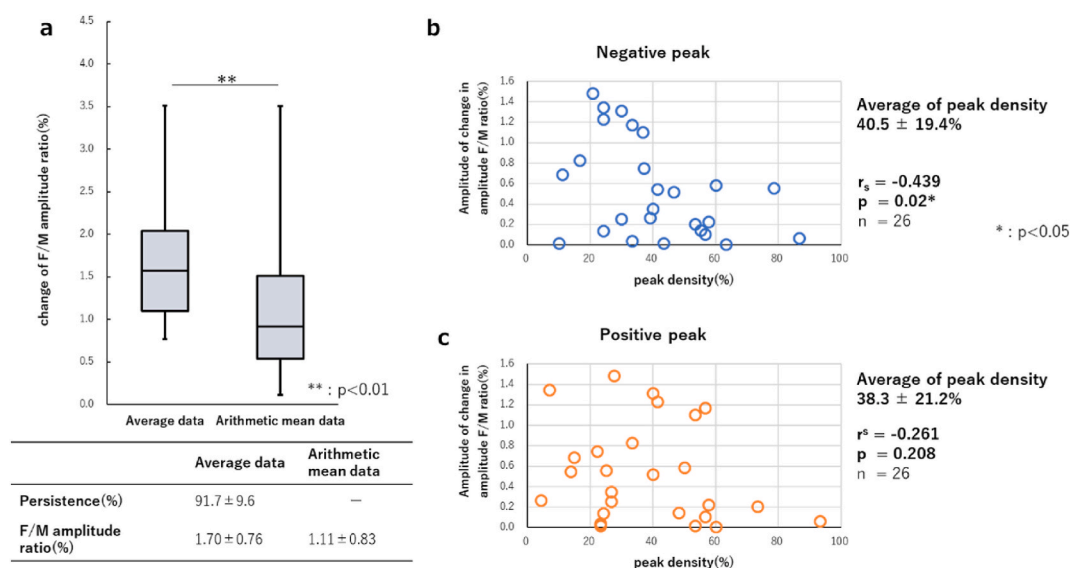 a
change of F/M amplitude ratio(%)
4.5
4.0
3.5
3.0
2.5
2.0
1.5
1.0
0.5
0.0
**
** : p<0.01
Average data Arithmetic mean data
Average data Arithmetic mean data
Persistence(%) 91.7±9.6 —
F/M amplitude ratio(%) 1.70±0.76 1.11±0.83
b
Negative peak
Amplitude of change in
amplitude F/M ratio(%)
1.6
1.4
1.2
1.0
0.8
0.6
0.4
0.2
0.0
0 20 40 60 80 100
peak density(%)
Average of peak density
40.5 ± 19.4%
rs = -0.439
p = 0.02*
n = 26
* : p<0.05
c
Positive peak
Amplitude of change in
amplitude F/M ratio(%)
1.6
1.4
1.2
1.0
0.8
0.6
0.4
0.2
0.0
0 20 40 60 80 100
peak density(%)
Average of peak density
38.3 ± 21.2%
rs = -0.261
p = 0.208
n = 26